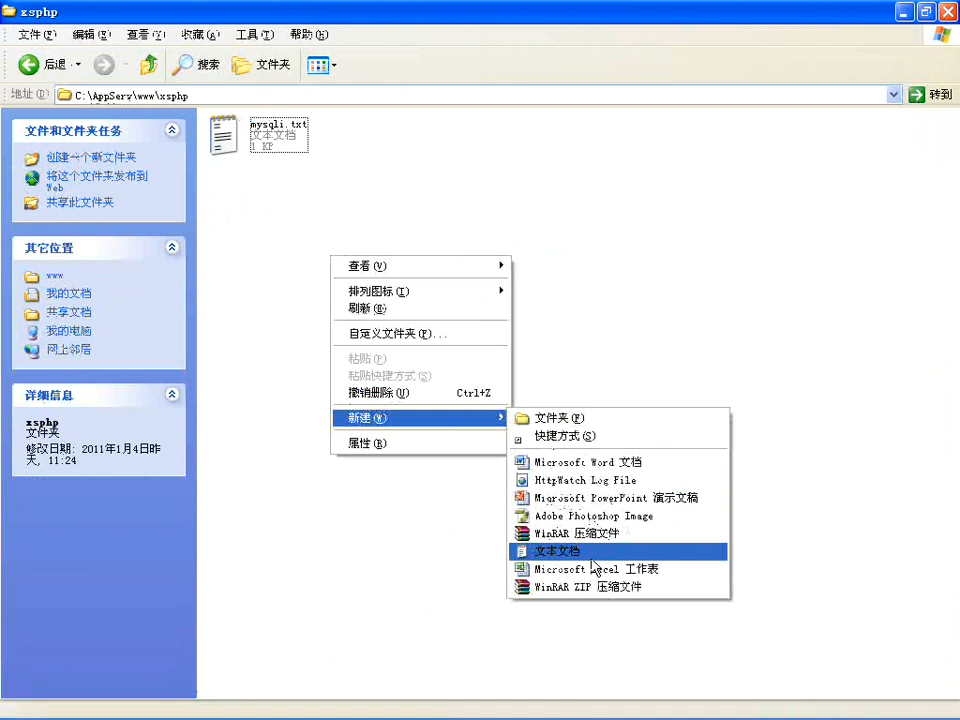 xsphp
文件(F) 编辑(E) 查看(V) 收藏(A) 工具(T) 帮助(H)
后退 搜索 文件夹
地址(D) C:\AppServ\www\xsphp 转到
文件和文件夹任务
创建一个新文件夹
将这个文件夹发布到
Web
共享此文件夹
其它位置
www
我的文档
共享文档
我的电脑
网上邻居
详细信息
xsphp
文件夹
修改日期: 2011年1月4日昨
天, 11:24
mysqli.txt
文本文档
1 KB
查看(V)
排列图标(I)
刷新(E)
自定义文件夹(F)...
粘贴(P)
粘贴快捷方式(S)
撤销删除(U) Ctrl+Z
新建(W)
属性(R)
文件夹(F)
快捷方式(S)
Microsoft Word 文档
HttpWatch Log File
Microsoft PowerPoint 演示文稿
Adobe Photoshop Image
WinRAR 压缩文件
文本文档
Microsoft Excel 工作表
WinRAR ZIP 压缩文件